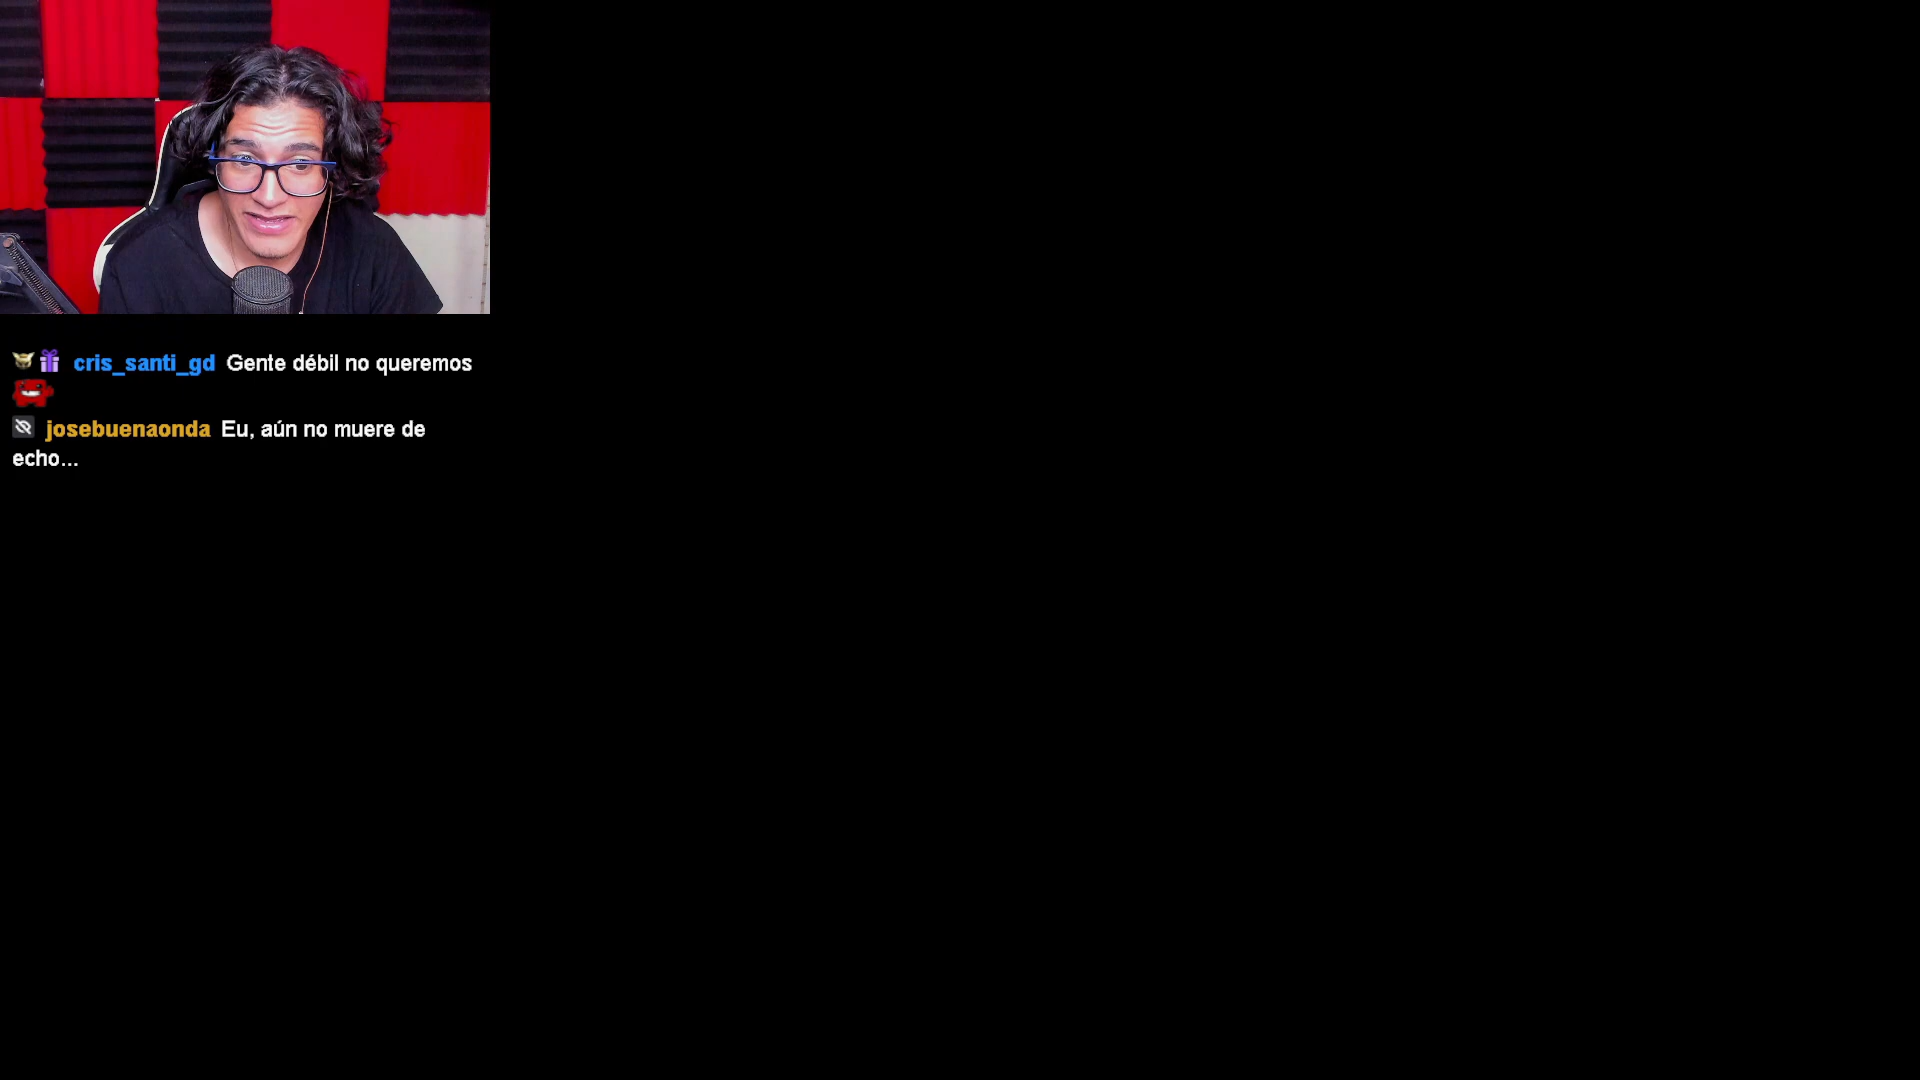 cris_santi_gd Gente débil no queremos
josebuenaonda Eu, aún no muere de
echo...